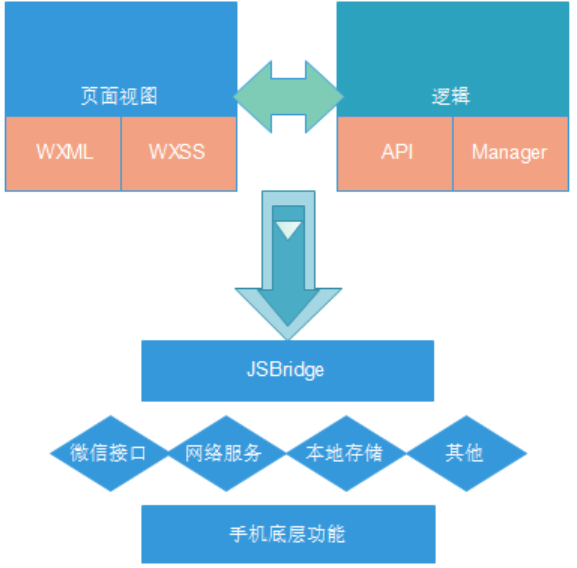 页面视图
逻辑
WXML
WXSS
API
Manager
JSBridge
微信接口
网络服务
本地存储
其他
手机底层功能